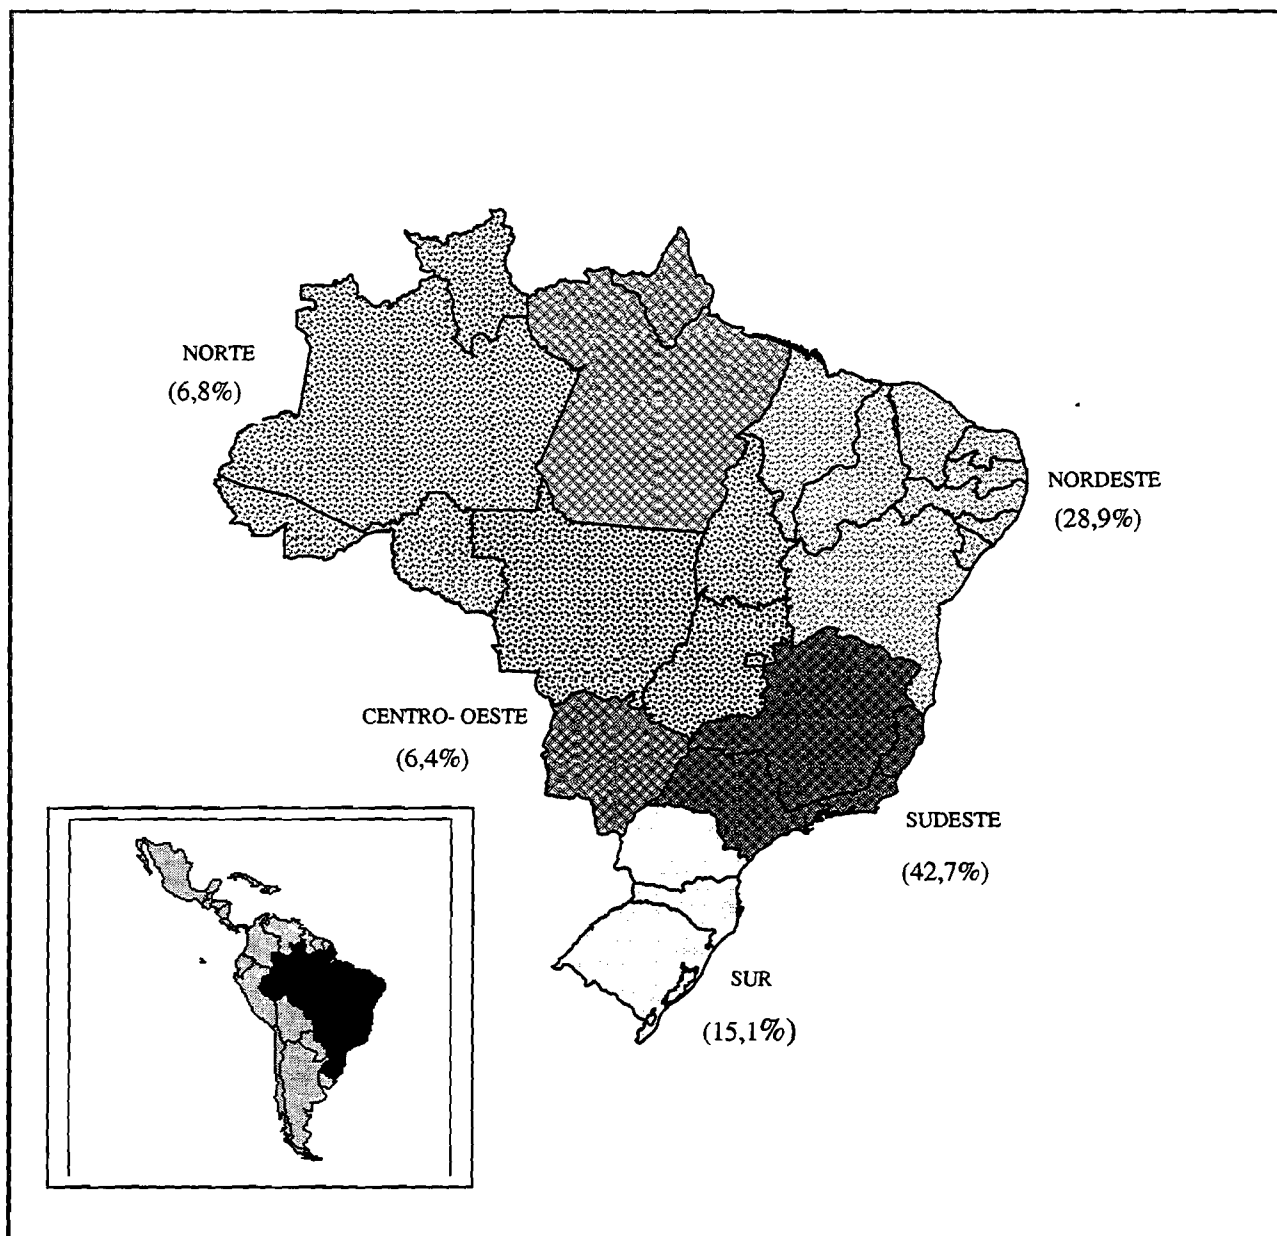 NORTE
(6,8%)
NORDESTE
(28,9%)
CENTRO- OESTE
(6,4%)
SUDESTE
(42,7%)
SUR
(15,1%)